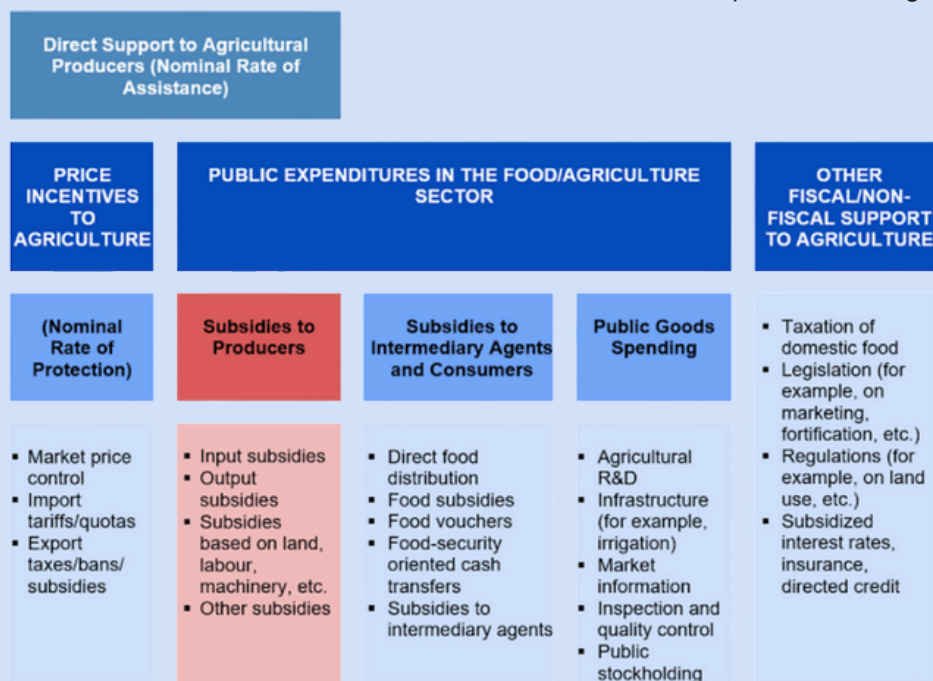 Direct Support to Agricultural
Producers (Nominal Rate of
Assistance)
PRICE
INCENTIVES
TO
AGRICULTURE
PUBLIC EXPENDITURES IN THE FOOD/AGRICULTURE
SECTOR
OTHER
FISCAL/NON-
FISCAL SUPPORT
TO AGRICULTURE
(Nominal
Rate of
Protection)
Subsidies to
Producers
Subsidies to
Intermediary Agents
and Consumers
Public Goods
Spending
▪ Market price
control
▪ Import
tariffs/quotas
▪ Export
taxes/bans/
subsidies
▪ Input subsidies
▪ Output
subsidies
▪ Subsidies
based on land,
labour,
machinery, etc.
▪ Other subsidies
▪ Direct food
distribution
▪ Food subsidies
▪ Food vouchers
▪ Food-security
oriented cash
transfers
▪ Subsidies to
intermediary agents
▪ Agricultural
R&D
▪ Infrastructure
(for example,
irrigation)
▪ Market
information
▪ Inspection and
quality control
▪ Public
stockholding
▪ Taxation of
domestic food
▪ Legislation (for
example, on
marketing,
fortification, etc.)
▪ Regulations (for
example, on land
use, etc.)
▪ Subsidized
interest rates,
insurance,
directed credit